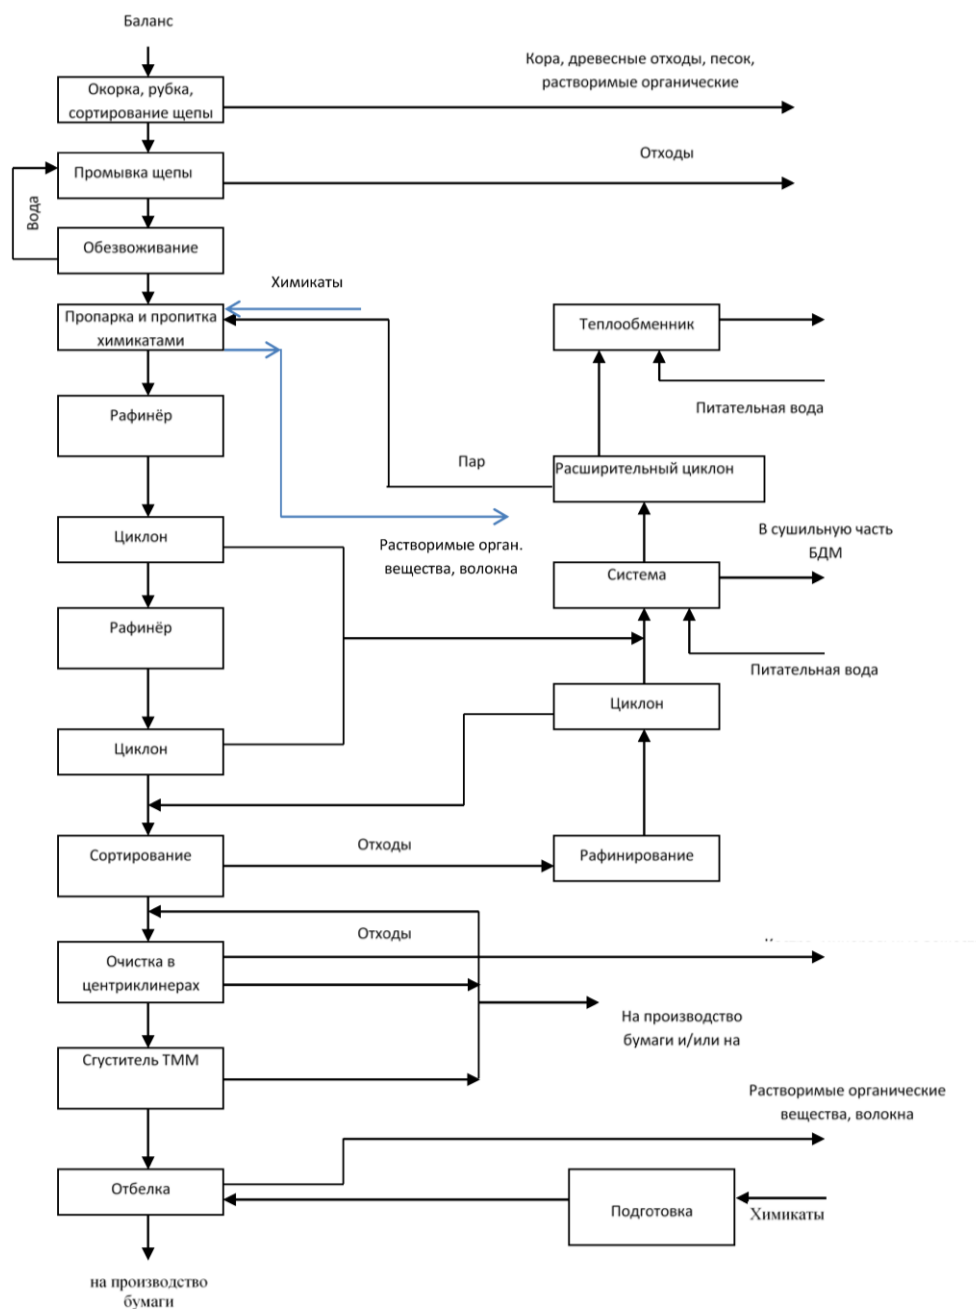 Баланс
Кора, древесные отходы, песок,
растворимые органические
Окорка, рубка,
сортирование щепы
Отходы
Промывка щепы
Вода
Обезвоживание
Химикаты
Пропарка и пропитка
химикатами
Теплообменник
Питательная вода
Рафинёр
Пар
Расширительный циклон
Циклон
Растворимые орган.
вещества, волокна
В сушильную часть
БДМ
Система
Рафинёр
Питательная вода
Циклон
Циклон
Отходы
Сортирование
Рафинирование
Отходы
Очистка в
центриклинерах
На производство
бумаги и/или на
Сгуститель ТММ
Растворимые органические
вещества, волокна
Отбелка
Подготовка
Химикаты
на производство
бумаги